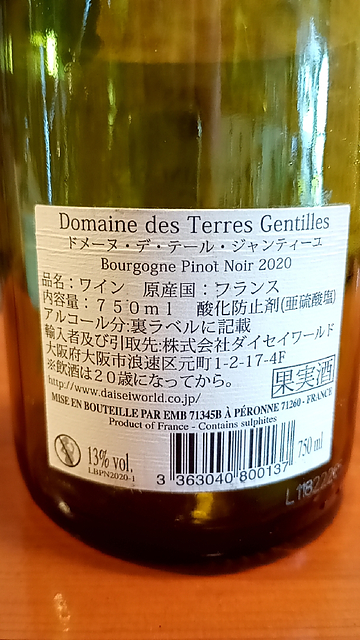 Domaine des Terres Gentilles
ドメーヌ・デ・テール・ジャンティーユ
Bourgogne Pinot Noir 2020
品名：ワイン 原産国：フランス
内容量：７５０ｍｌ 酸化防止剤(亜硫酸塩)
アルコール分:裏ラベルに記載
輸入者及び引取先:株式会社ダイセイワールド
大阪府大阪市浪速区元町1-2-17-4F
※飲酒は２０歳になってから。
果実酒
http://www.daiseiworld.co.jp/
MISE EN BOUTEILLE PAR EMB 71345B À PÉRONNE 71260 - FRANCE
Product of France - Contains sulphites
13% vol.
LBPN2020-1
3 363040 800137
750 ml